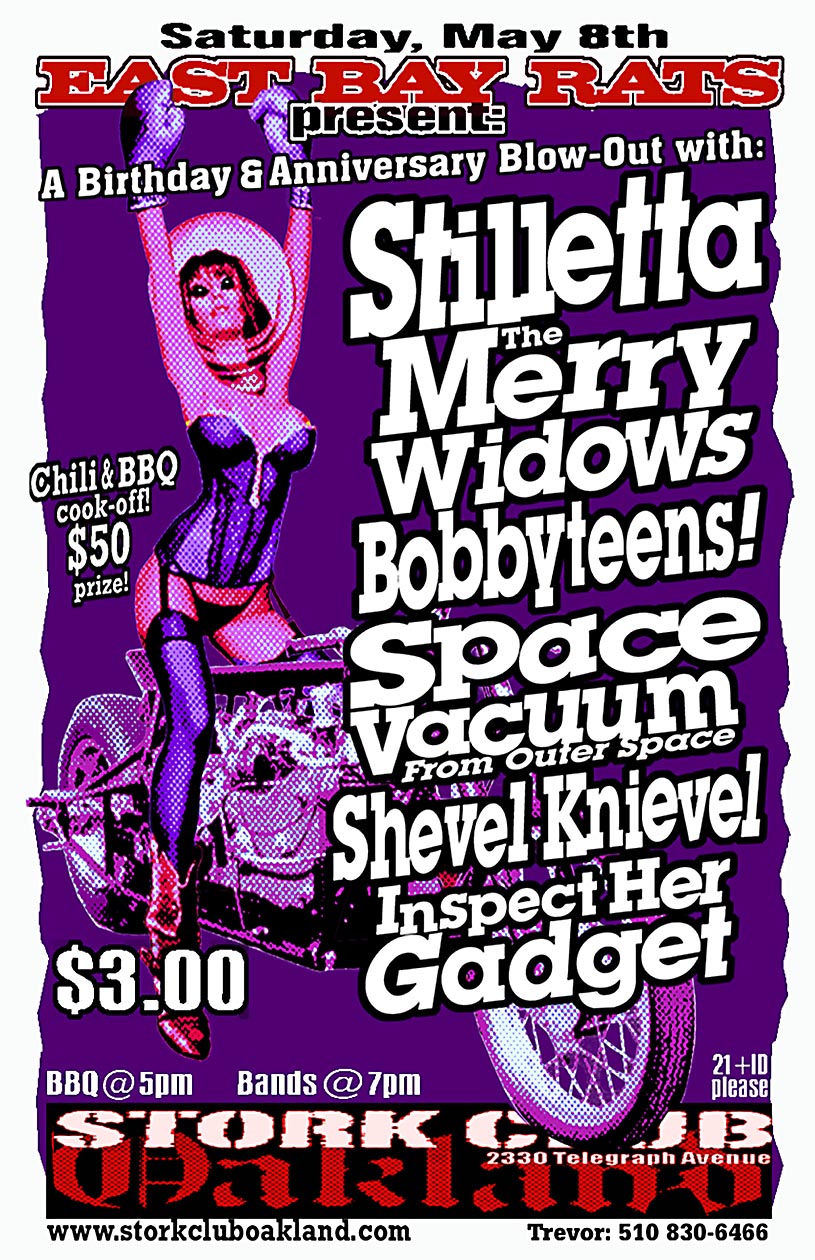 Saturday, May 8th
EAST BAY RATS
present:
A Birthday & Anniversary Blow-Out with:
Stilletta
The
Merry
Widows
Bobbyteens!
Chili & BBQ
cook-off!
$50
prize!
Space
Vacuum
From Outer Space
Shevel Knievel
Inspect Her
Gadget
$3.00
BBQ @ 5pm Bands @ 7pm
21+ID
please
STORK CLUB
2330 Telegraph Avenue
Oakland
www.storkcluboakland.com Trevor: 510 830-6466